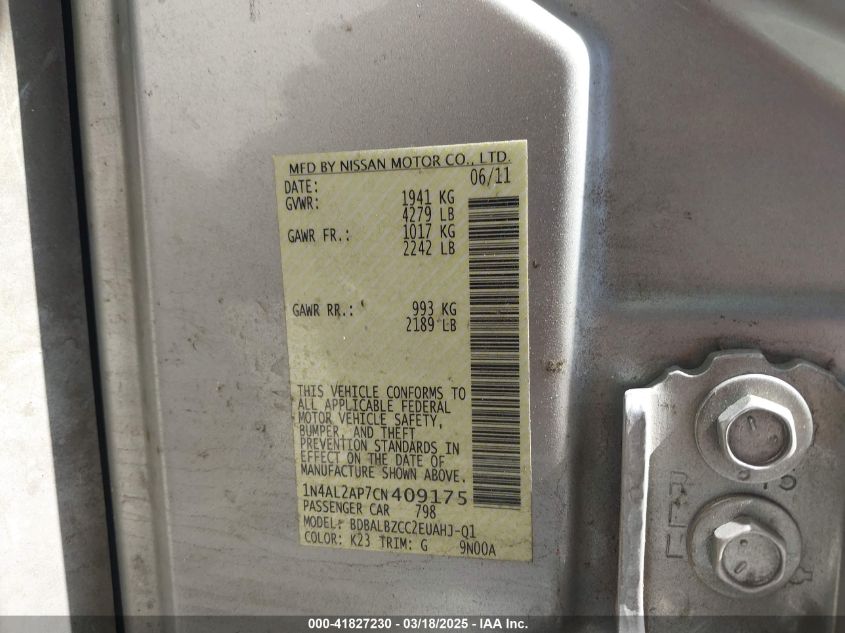 MFD BY NISSAN MOTOR CO., LTD.
DATE: 06/11
GVWR: 1941 KG
4279 LB
GAWR FR.: 1017 KG
2242 LB
GAWR RR.: 993 KG
2189 LB
THIS VEHICLE CONFORMS TO
ALL APPLICABLE FEDERAL
MOTOR VEHICLE SAFETY,
BUMPER, AND THEFT
PREVENTION STANDARDS IN
EFFECT ON THE DATE OF
MANUFACTURE SHOWN ABOVE.
1N4AL2AP7CN409175
PASSENGER CAR 798
MODEL: BDBALBZCC2EUAHJ-Q1
COLOR: K23 TRIM: G 9N00A
000-41827230 - 03/18/2025 - IAA Inc.